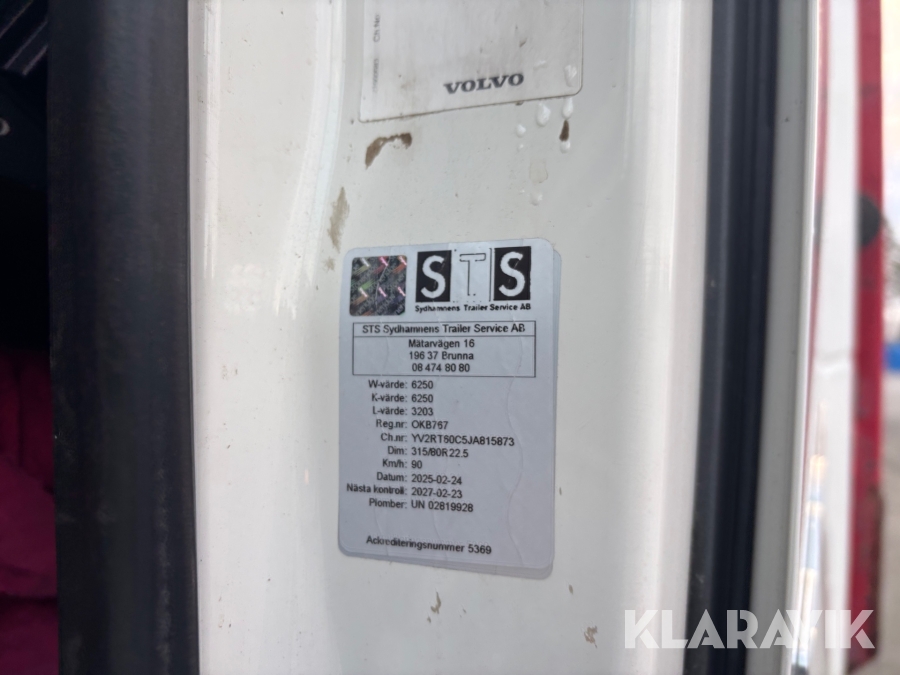 VOLVO
STS
Sydhamnens Trailer Service AB
STS Sydhamnens Trailer Service AB
Mätarvägen 16
196 37 Brunna
08 474 80 80
W-värde: 6250
K-värde: 6250
L-värde: 3203
Reg.nr: OKB767
Ch.nr: YV2RT60C5JA815873
Dim: 315/80R22.5
Km/h: 90
Datum: 2025-02-24
Nästa kontroll: 2027-02-23
Plomber: UN 02819928
Ackrediteringsnummer 5369
KLARAVIK